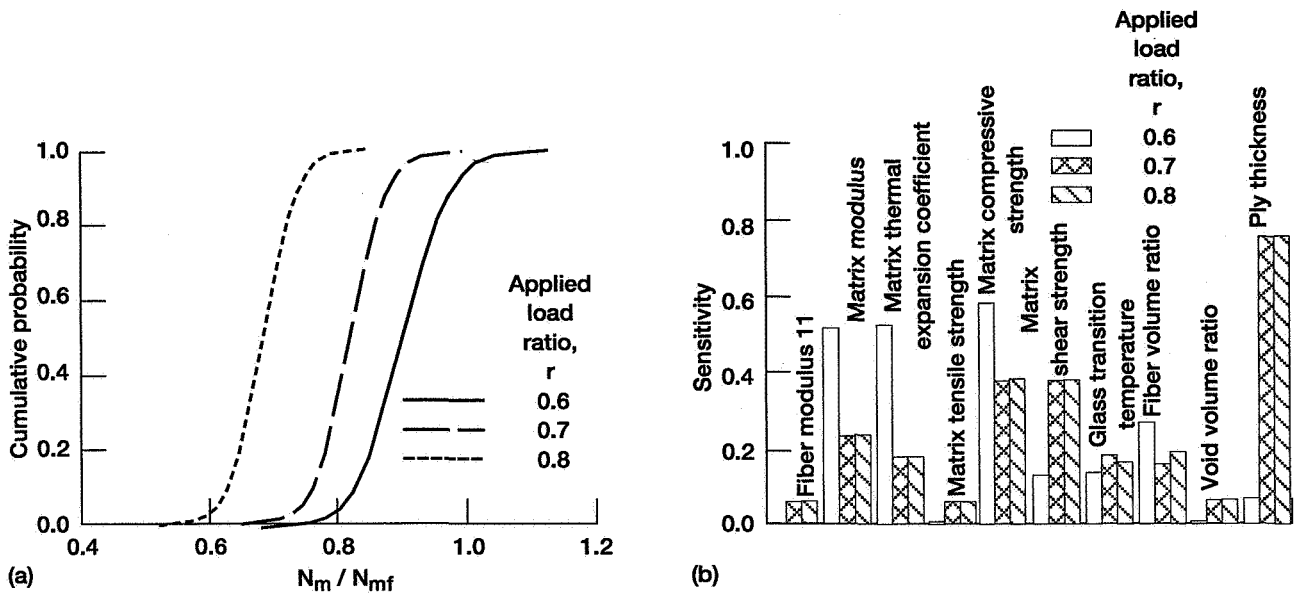 Cumulative probability
1.0
0.8
0.6
0.4
0.2
0.0
0.4
0.6
0.8
1.0
1.2
Nm / Nmf
(a)
Applied
load
ratio,
r
0.6
0.7
0.8
Sensitivity
1.0
0.8
0.6
0.4
0.2
0.0
(b)
Fiber modulus 11
Matrix modulus
Matrix thermal
expansion coefficient
Matrix tensile strength
Matrix compressive
strength
Matrix
shear strength
Glass transition
temperature
Fiber volume ratio
Void volume ratio
Ply thickness
Applied
load
ratio,
r
0.6
0.7
0.8